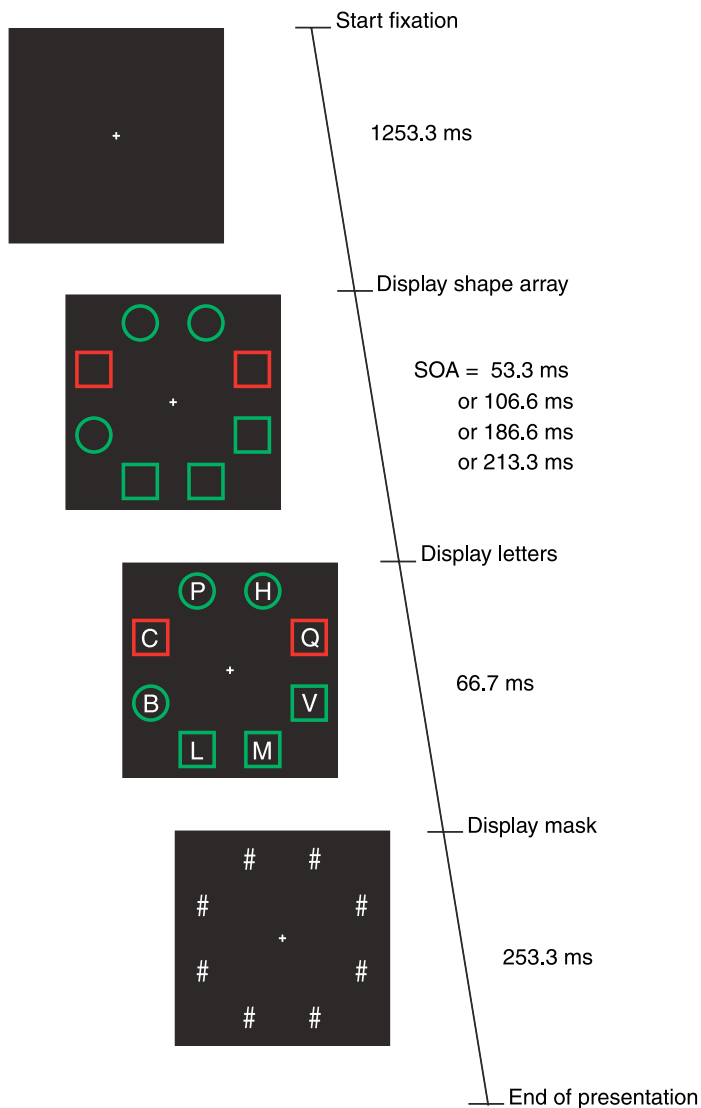 Start fixation
+
1253.3 ms
Display shape array
SOA = 53.3 ms
or 106.6 ms
+
or 186.6 ms
or 213.3 ms
Display letters
P H
C Q
+
66.7 ms
B V
L M
Display mask
# #
# #
+
253.3 ms
# #
# #
End of presentation